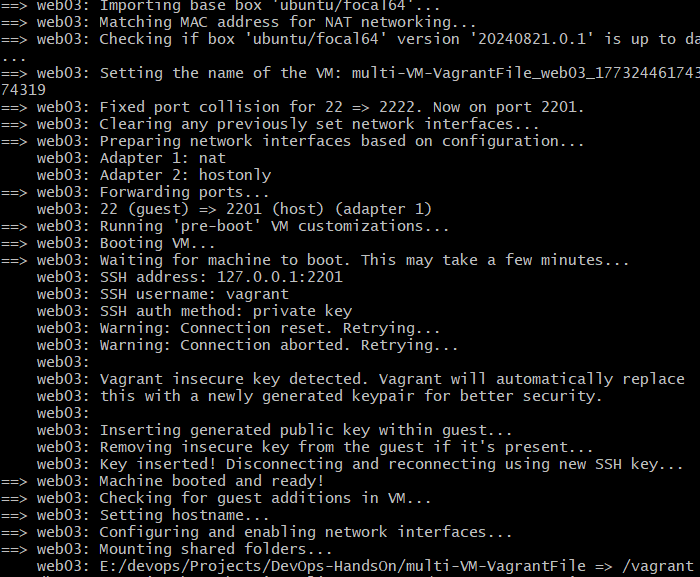 ==> web03: Importing base box 'ubuntu/focal64'...
==> web03: Matching MAC address for NAT networking...
==> web03: Checking if box 'ubuntu/focal64' version '20240821.0.1' is up to da
...
==> web03: Setting the name of the VM: multi-VM-VagrantFile_web03_177324461743
74319
==> web03: Fixed port collision for 22 => 2222. Now on port 2201.
==> web03: Clearing any previously set network interfaces...
==> web03: Preparing network interfaces based on configuration...
    web03: Adapter 1: nat
    web03: Adapter 2: hostonly
==> web03: Forwarding ports...
    web03: 22 (guest) => 2201 (host) (adapter 1)
==> web03: Running 'pre-boot' VM customizations...
==> web03: Booting VM...
==> web03: Waiting for machine to boot. This may take a few minutes...
    web03: SSH address: 127.0.0.1:2201
    web03: SSH username: vagrant
    web03: SSH auth method: private key
    web03: Warning: Connection reset. Retrying...
    web03: Warning: Connection aborted. Retrying...
    web03:
    web03: Vagrant insecure key detected. Vagrant will automatically replace
    web03: this with a newly generated keypair for better security.
    web03:
    web03: Inserting generated public key within guest...
    web03: Removing insecure key from the guest if it's present...
    web03: Key inserted! Disconnecting and reconnecting using new SSH key...
==> web03: Machine booted and ready!
==> web03: Checking for guest additions in VM...
==> web03: Setting hostname...
==> web03: Configuring and enabling network interfaces...
==> web03: Mounting shared folders...
    web03: E:/devops/Projects/DevOps-HandsOn/multi-VM-VagrantFile => /vagrant